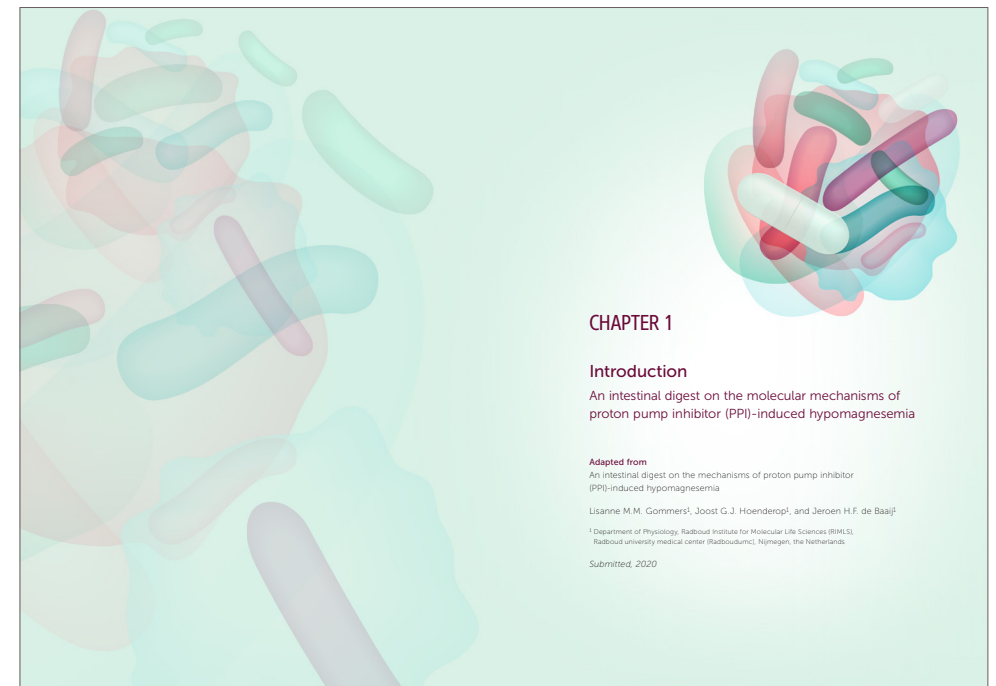 CHAPTER 1
Introduction
An intestinal digest on the molecular mechanisms of
proton pump inhibitor (PPI)-induced hypomagnesemia
Adapted from
An intestinal digest on the mechanisms of proton pump inhibitor
(PPI)-induced hypomagnesemia
Lisanne M.M. Gommers¹, Joost G.J. Hoenderop¹, and Jeroen H.F. de Baaij¹
¹ Department of Physiology, Radboud Institute for Molecular Life Sciences (RIMLS),
Radboud university medical center (Radboudumc), Nijmegen, the Netherlands
Submitted, 2020